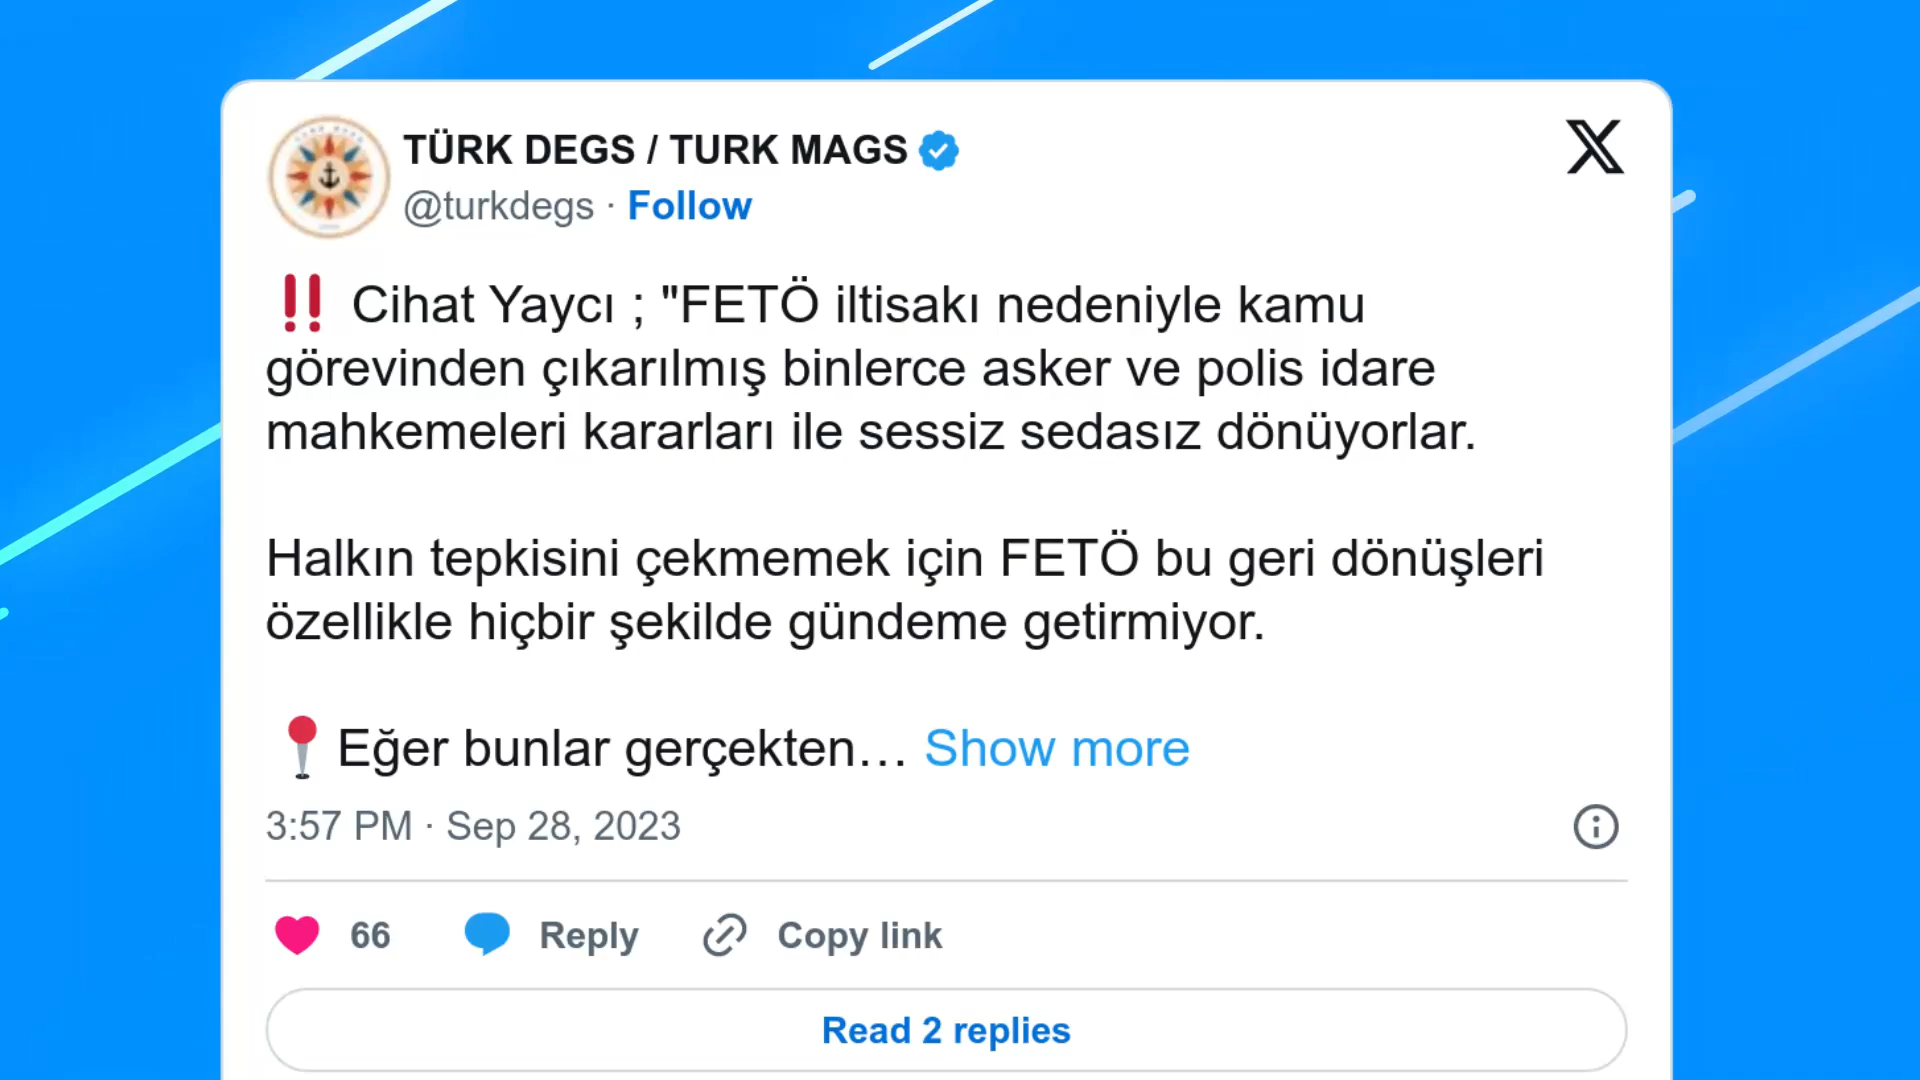 TÜRK DEGS / TURK MAGS
@turkdegs · Follow
‼ Cihat Yaycı ; "FETÖ iltisakı nedeniyle kamu
görevinden çıkarılmış binlerce asker ve polis idare
mahkemeleri kararları ile sessiz sedasız dönüyorlar.
Halkın tepkisini çekmemek için FETÖ bu geri dönüşleri
özellikle hiçbir şekilde gündeme getirmiyor.
📍Eğer bunlar gerçekten… Show more
3:57 PM · Sep 28, 2023
66 Reply Copy link
Read 2 replies